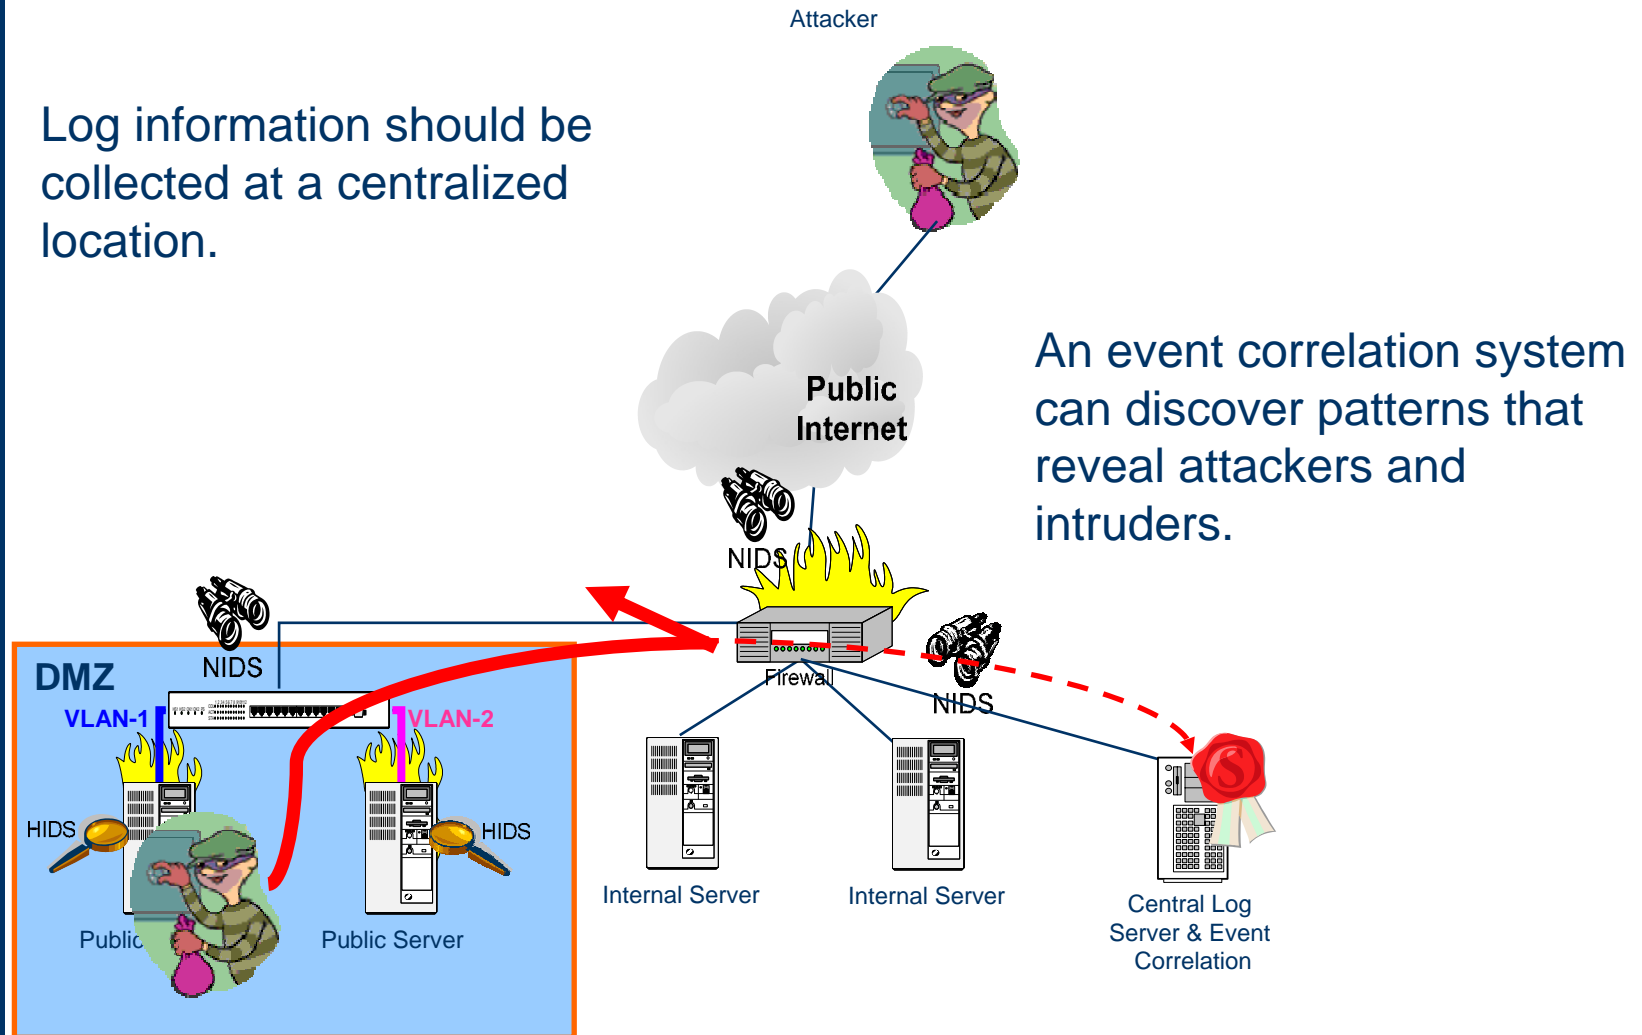 Attacker
Log information should be
collected at a centralized
location.
An event correlation system
can discover patterns that
reveal attackers and
intruders.
Public
Internet
NIDS
NIDS
NIDS
Firewall
DMZ
VLAN-1
VLAN-2
HIDS
HIDS
Public
Public Server
Internal Server
Internal Server
S
Central Log
Server & Event
Correlation